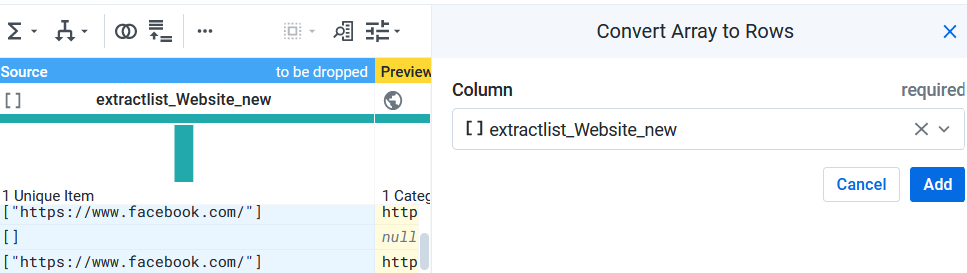 Convert Array to Rows
Source to be dropped Preview
[ ] extractlist_Website_new
Column required
[ ] extractlist_Website_new
Cancel Add
1 Unique Item 1 Categ
["https://www.facebook.com/"] http
[] null
["https://www.facebook.com/"] http